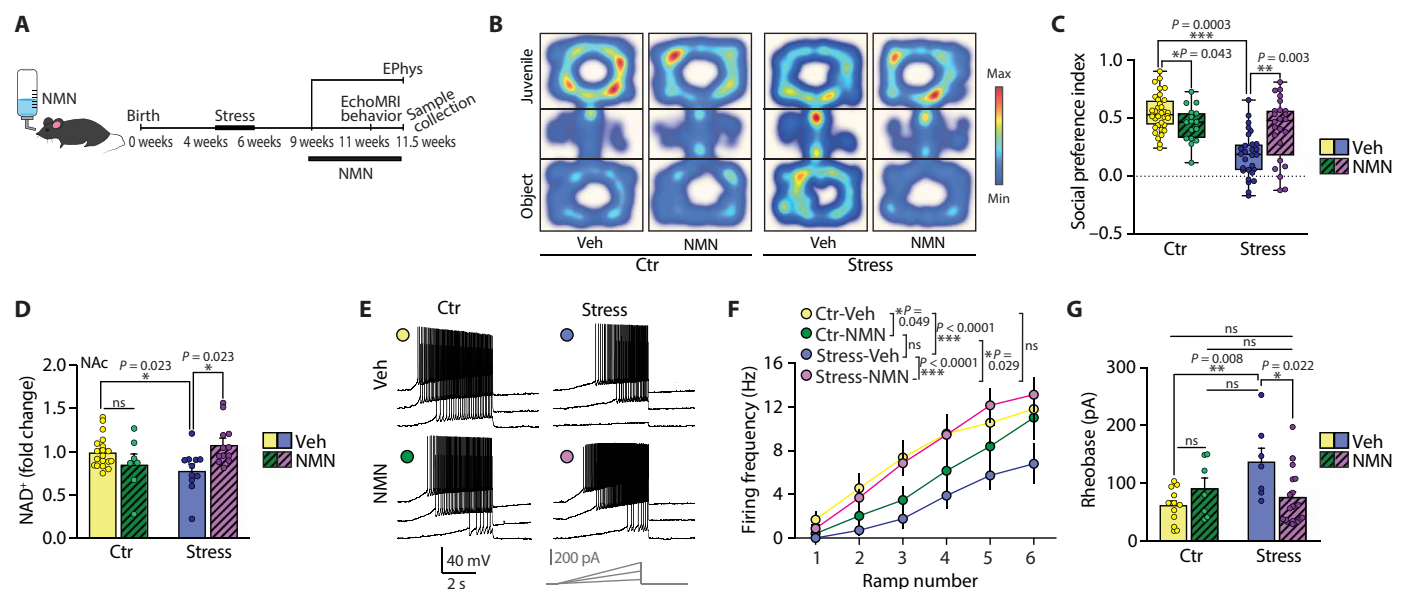 A
NMN
Birth
Stress
EPhys
EchoMRI
behavior
Sample
collection
0 weeks 4 weeks 6 weeks 9 weeks 11 weeks 11.5 weeks
NMN
B
Juvenile
Object
Veh NMN Veh NMN
Ctr Stress
Max
Min
C
P = 0.0003
***
*P = 0.043
P = 0.003
**
Social preference index
1.0
0.5
0.0
−0.5
Ctr Stress
Veh
NMN
D
NAc
P = 0.023
*
P = 0.023
*
ns
NAD+ (fold change)
2.0
1.5
1.0
0.5
0.0
Ctr Stress
Veh
NMN
E
Ctr Stress
Veh
NMN
40 mV
2 s
200 pA
F
Ctr-Veh
Ctr-NMN
Stress-Veh
Stress-NMN
*P =
0.049
ns
P < 0.0001
***
P < 0.0001
***
*P =
0.029
ns
Firing frequency (Hz)
16
12
8
4
0
1 2 3 4 5 6
Ramp number
G
ns
ns
P = 0.008
**
P = 0.022
*
ns
ns
Rheobase (pA)
300
200
100
0
Ctr Stress
Veh
NMN